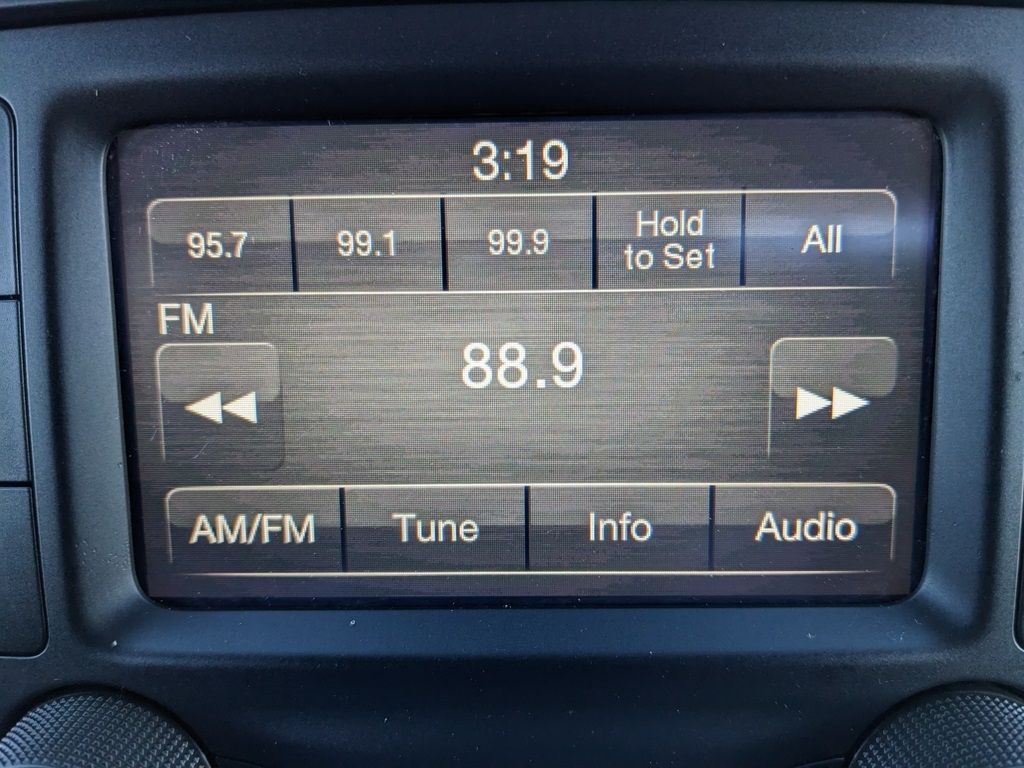 3:19
95.7
99.1
99.9
Hold
to Set
All
FM
88.9
AM/FM
Tune
Info
Audio